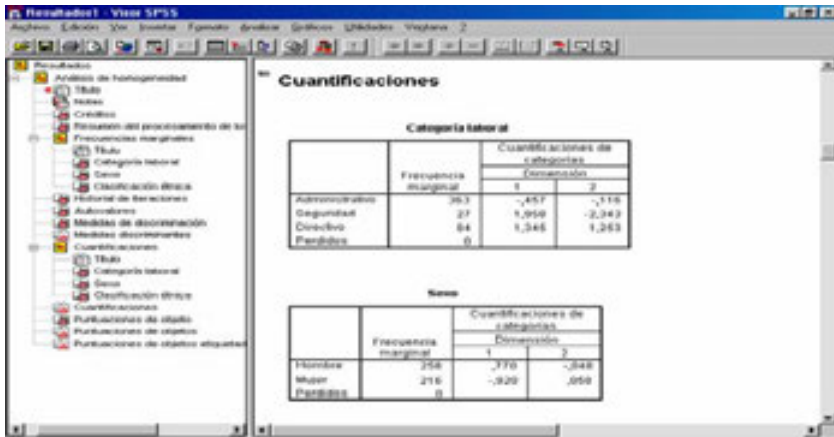 Resultados1 - Visor SPSS
Archivo Edición Ver Insertar Formato Analizar Gráficos Utilidades Ventana ?
Resultados
Análisis de homogeneidad
Título
Notas
Créditos
Resumen del procesamiento de los
Frecuencias marginales
Título
Categoría laboral
Sexo
Clasificación étnica
Historial de iteraciones
Autovalores
Medidas de discriminación
Medidas discriminantes
Cuantificaciones
Título
Categoría laboral
Sexo
Clasificación étnica
Cuantificaciones
Puntuaciones de objeto
Puntuaciones de objetos
Puntuaciones de objetos etiquetad
Cuantificaciones
Categoría laboral
Cuantificaciones de
categorías
Frecuencia Dimensión
marginal 1 2
Administrativo 363 -,457 -,116
Seguridad 27 1,958 -2,343
Directivo 84 1,345 1,253
Perdidos 0
Sexo
Cuantificaciones de
categorías
Frecuencia Dimensión
marginal 1 2
Hombre 258 ,770 -,048
Mujer 216 -,920 ,058
Perdidos 0